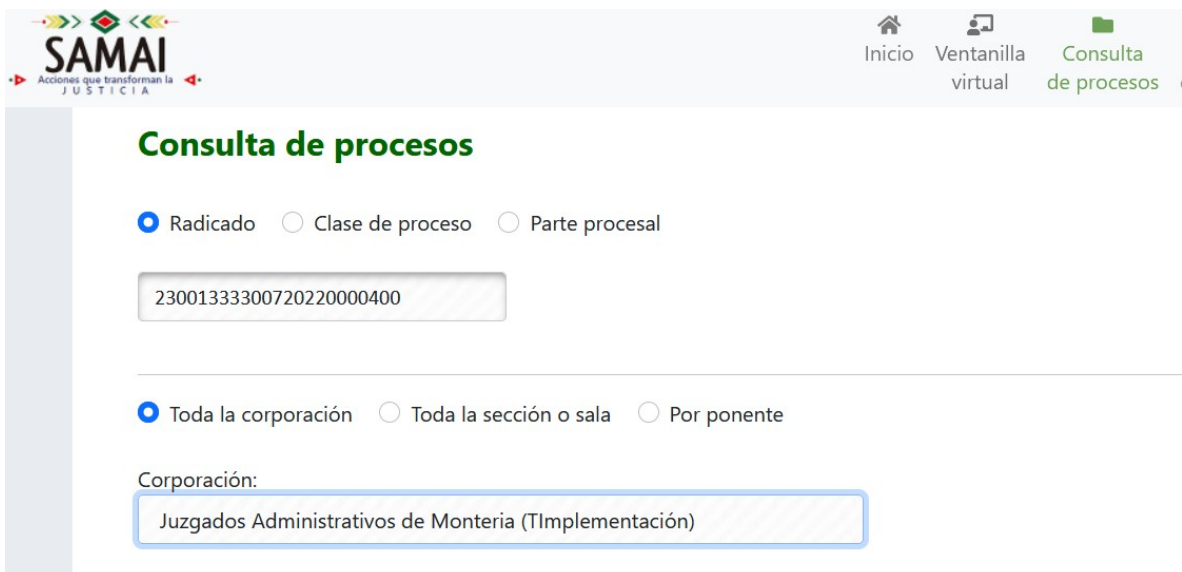 SAMAI
Acciones que transforman la
JUSTICIA
Inicio
Ventanilla
virtual
Consulta
de procesos
Consulta de procesos
Radicado Clase de proceso Parte procesal
23001333300720220000400
Toda la corporación Toda la sección o sala Por ponente
Corporación:
Juzgados Administrativos de Monteria (TImplementación)